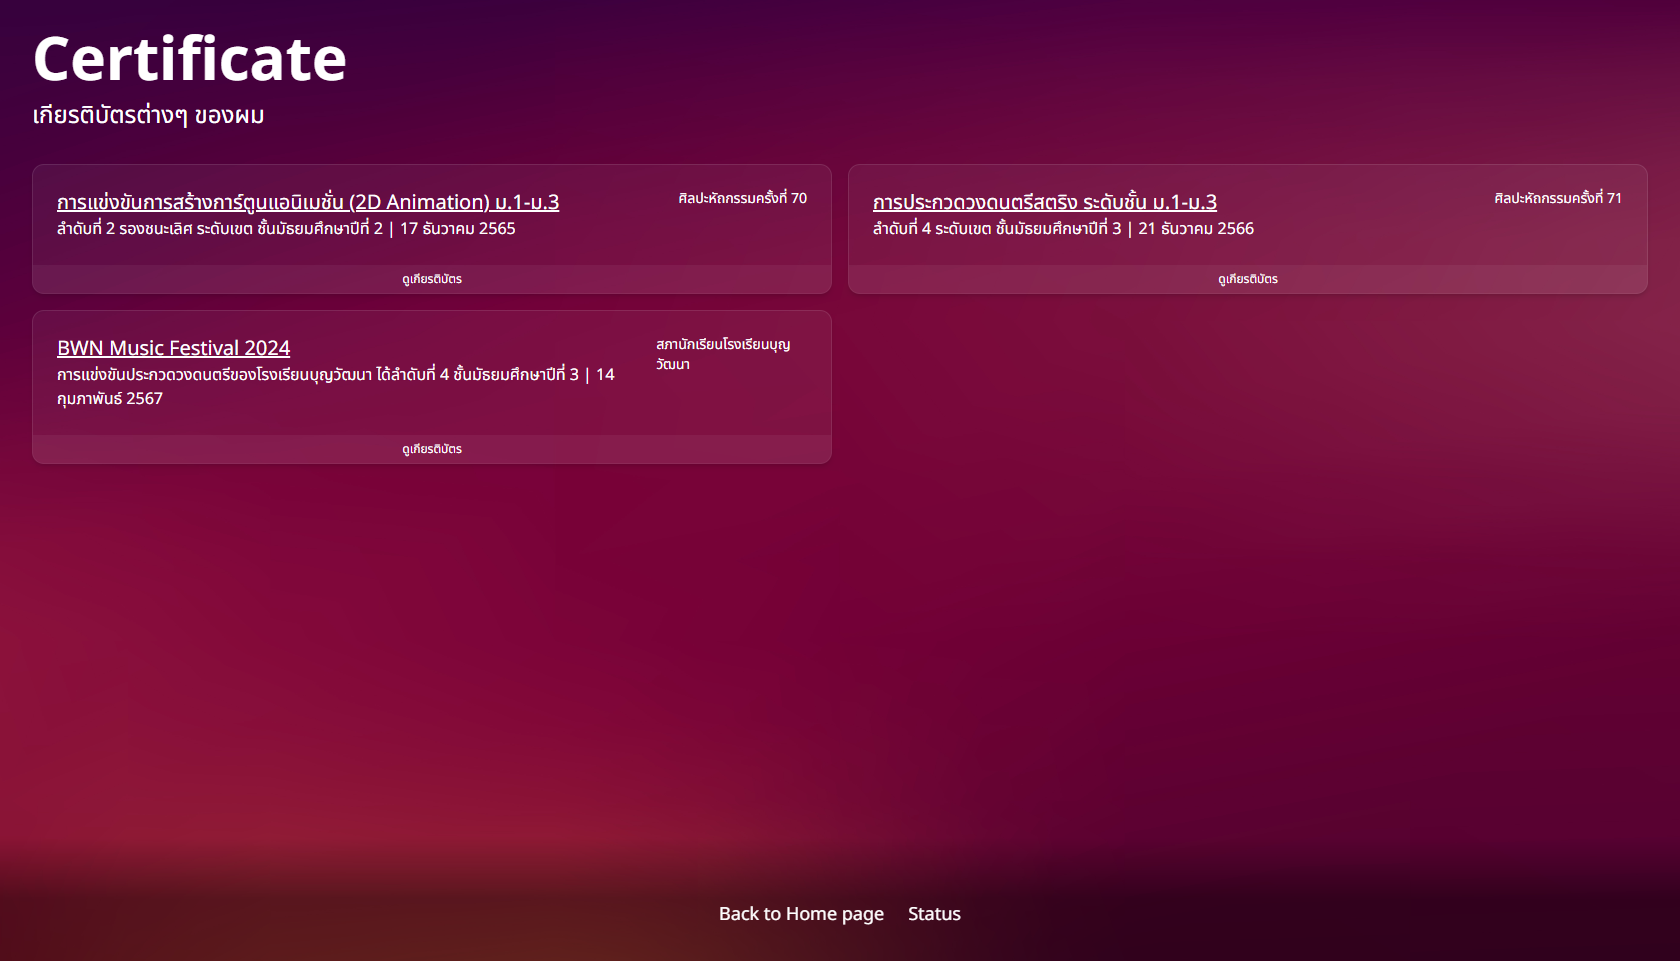 Certificate
เกียรติบัตรต่างๆ ของผม
การแข่งขันการสร้างการ์ตูนแอนิเมชั่น (2D Animation) ม.1-ม.3
ศิลปะหัถกรรมครั้งที่ 70
ลำดับที่ 2 รองชนะเลิศ ระดับเขต ชั้นมัธยมศึกษาปีที่ 2 | 17 ธันวาคม 2565
ดูเกียรติบัตร
การประกวดวงดนตรีสตริง ระดับชั้น ม.1-ม.3
ศิลปะหัถกรรมครั้งที่ 71
ลำดับที่ 4 ระดับเขต ชั้นมัธยมศึกษาปีที่ 3 | 21 ธันวาคม 2566
ดูเกียรติบัตร
BWN Music Festival 2024
สภานักเรียนโรงเรียนบุญ
วัฒนา
การแข่งขันประกวดวงดนตรีของโรงเรียนบุญวัฒนา ได้ลำดับที่ 4 ชั้นมัธยมศึกษาปีที่ 3 | 14
กุมภาพันธ์ 2567
ดูเกียรติบัตร
Back to Home page
Status